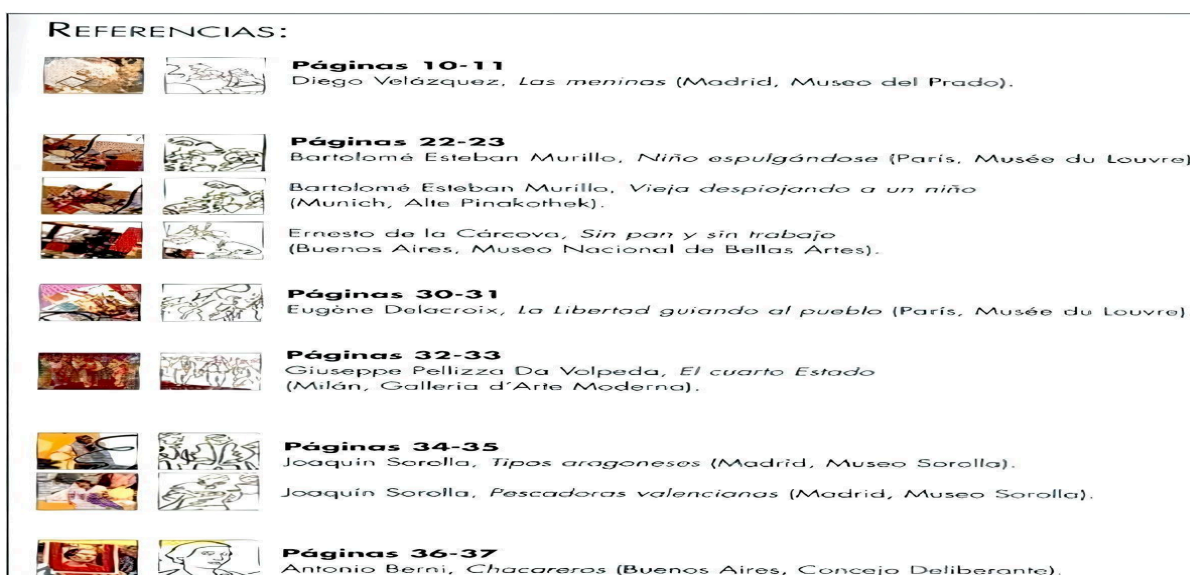 REFERENCIAS:
Páginas 10-11
Diego Velázquez, Las meninas (Madrid, Museo del Prado).
Páginas 22-23
Bartolomé Esteban Murillo, Niño espulgándose (París, Musée du Louvre)
Bartolomé Esteban Murillo, Vieja despiojando a un niño
(Munich, Alte Pinakothek).
Ernesto de la Cárcova, Sin pan y sin trabajo
(Buenos Aires, Museo Nacional de Bellas Artes).
Páginas 30-31
Eugène Delacroix, La Libertad guiando al pueblo (París, Musée du Louvre)
Páginas 32-33
Giuseppe Pellizza Da Volpeda, El cuarto Estado
(Milán, Galleria d´Arte Moderna).
Páginas 34-35
Joaquín Sorolla, Tipos aragoneses (Madrid, Museo Sorolla).
Joaquín Sorolla, Pescadoras valencianas (Madrid, Museo Sorolla).
Páginas 36-37
Antonio Berni, Chacareros (Buenos Aires, Concejo Deliberante).